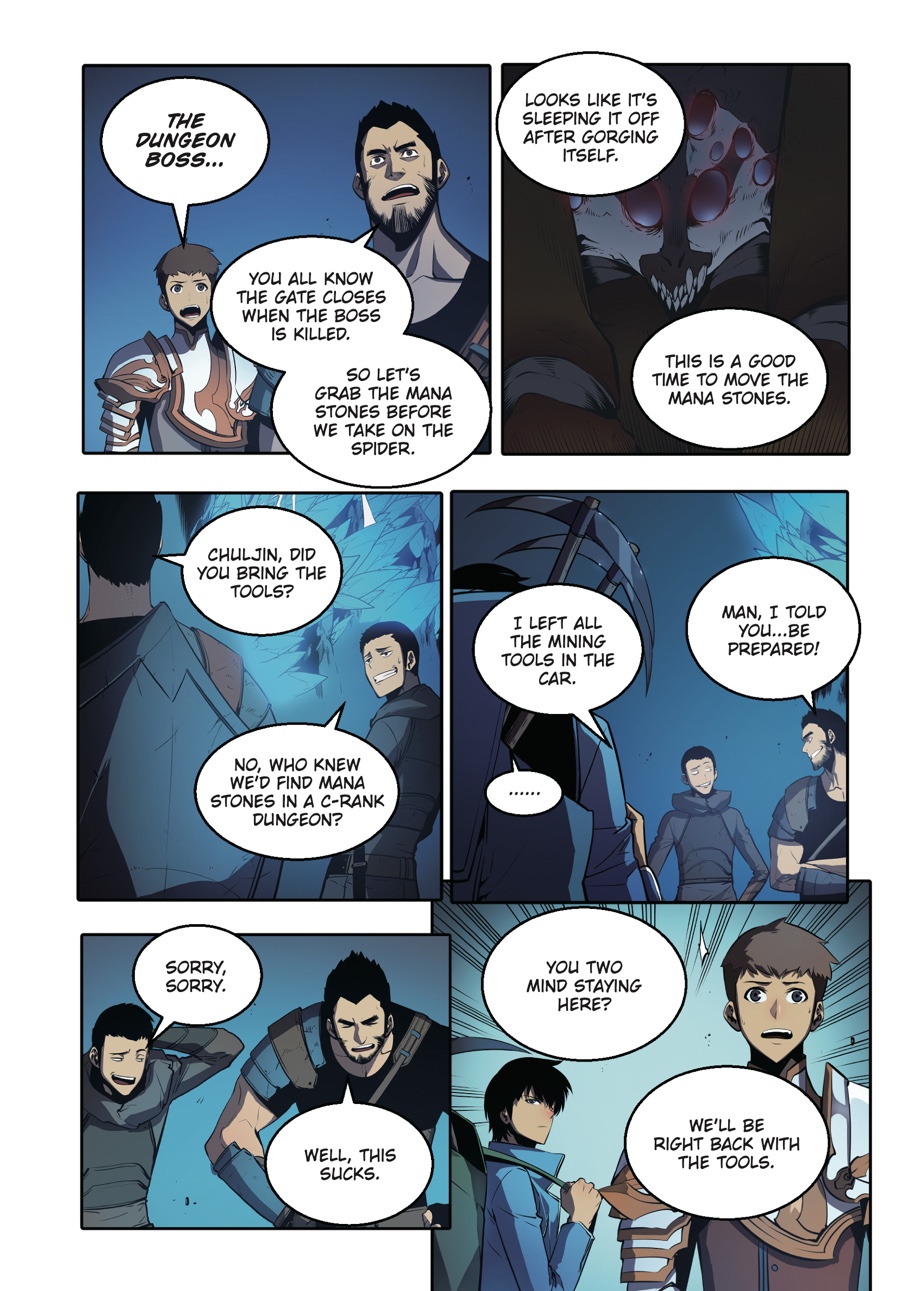 THE
DUNGEON
BOSS...
YOU ALL KNOW
THE GATE CLOSES
WHEN THE BOSS
IS KILLED.
SO LET'S
GRAB THE MANA
STONES BEFORE
WE TAKE ON THE
SPIDER.
LOOKS LIKE IT'S
SLEEPING IT OFF
AFTER GORGING
ITSELF.
THIS IS A GOOD
TIME TO MOVE THE
MANA STONES.
CHULJIN, DID
YOU BRING THE
TOOLS?
NO, WHO KNEW
WE'D FIND MANA
STONES IN A C-RANK
DUNGEON?
I LEFT ALL
THE MINING
TOOLS IN THE
CAR.
MAN, I TOLD
YOU...BE
PREPARED!
......
SORRY,
SORRY.
WELL, THIS
SUCKS.
YOU TWO
MIND STAYING
HERE?
WE'LL BE
RIGHT BACK WITH
THE TOOLS.